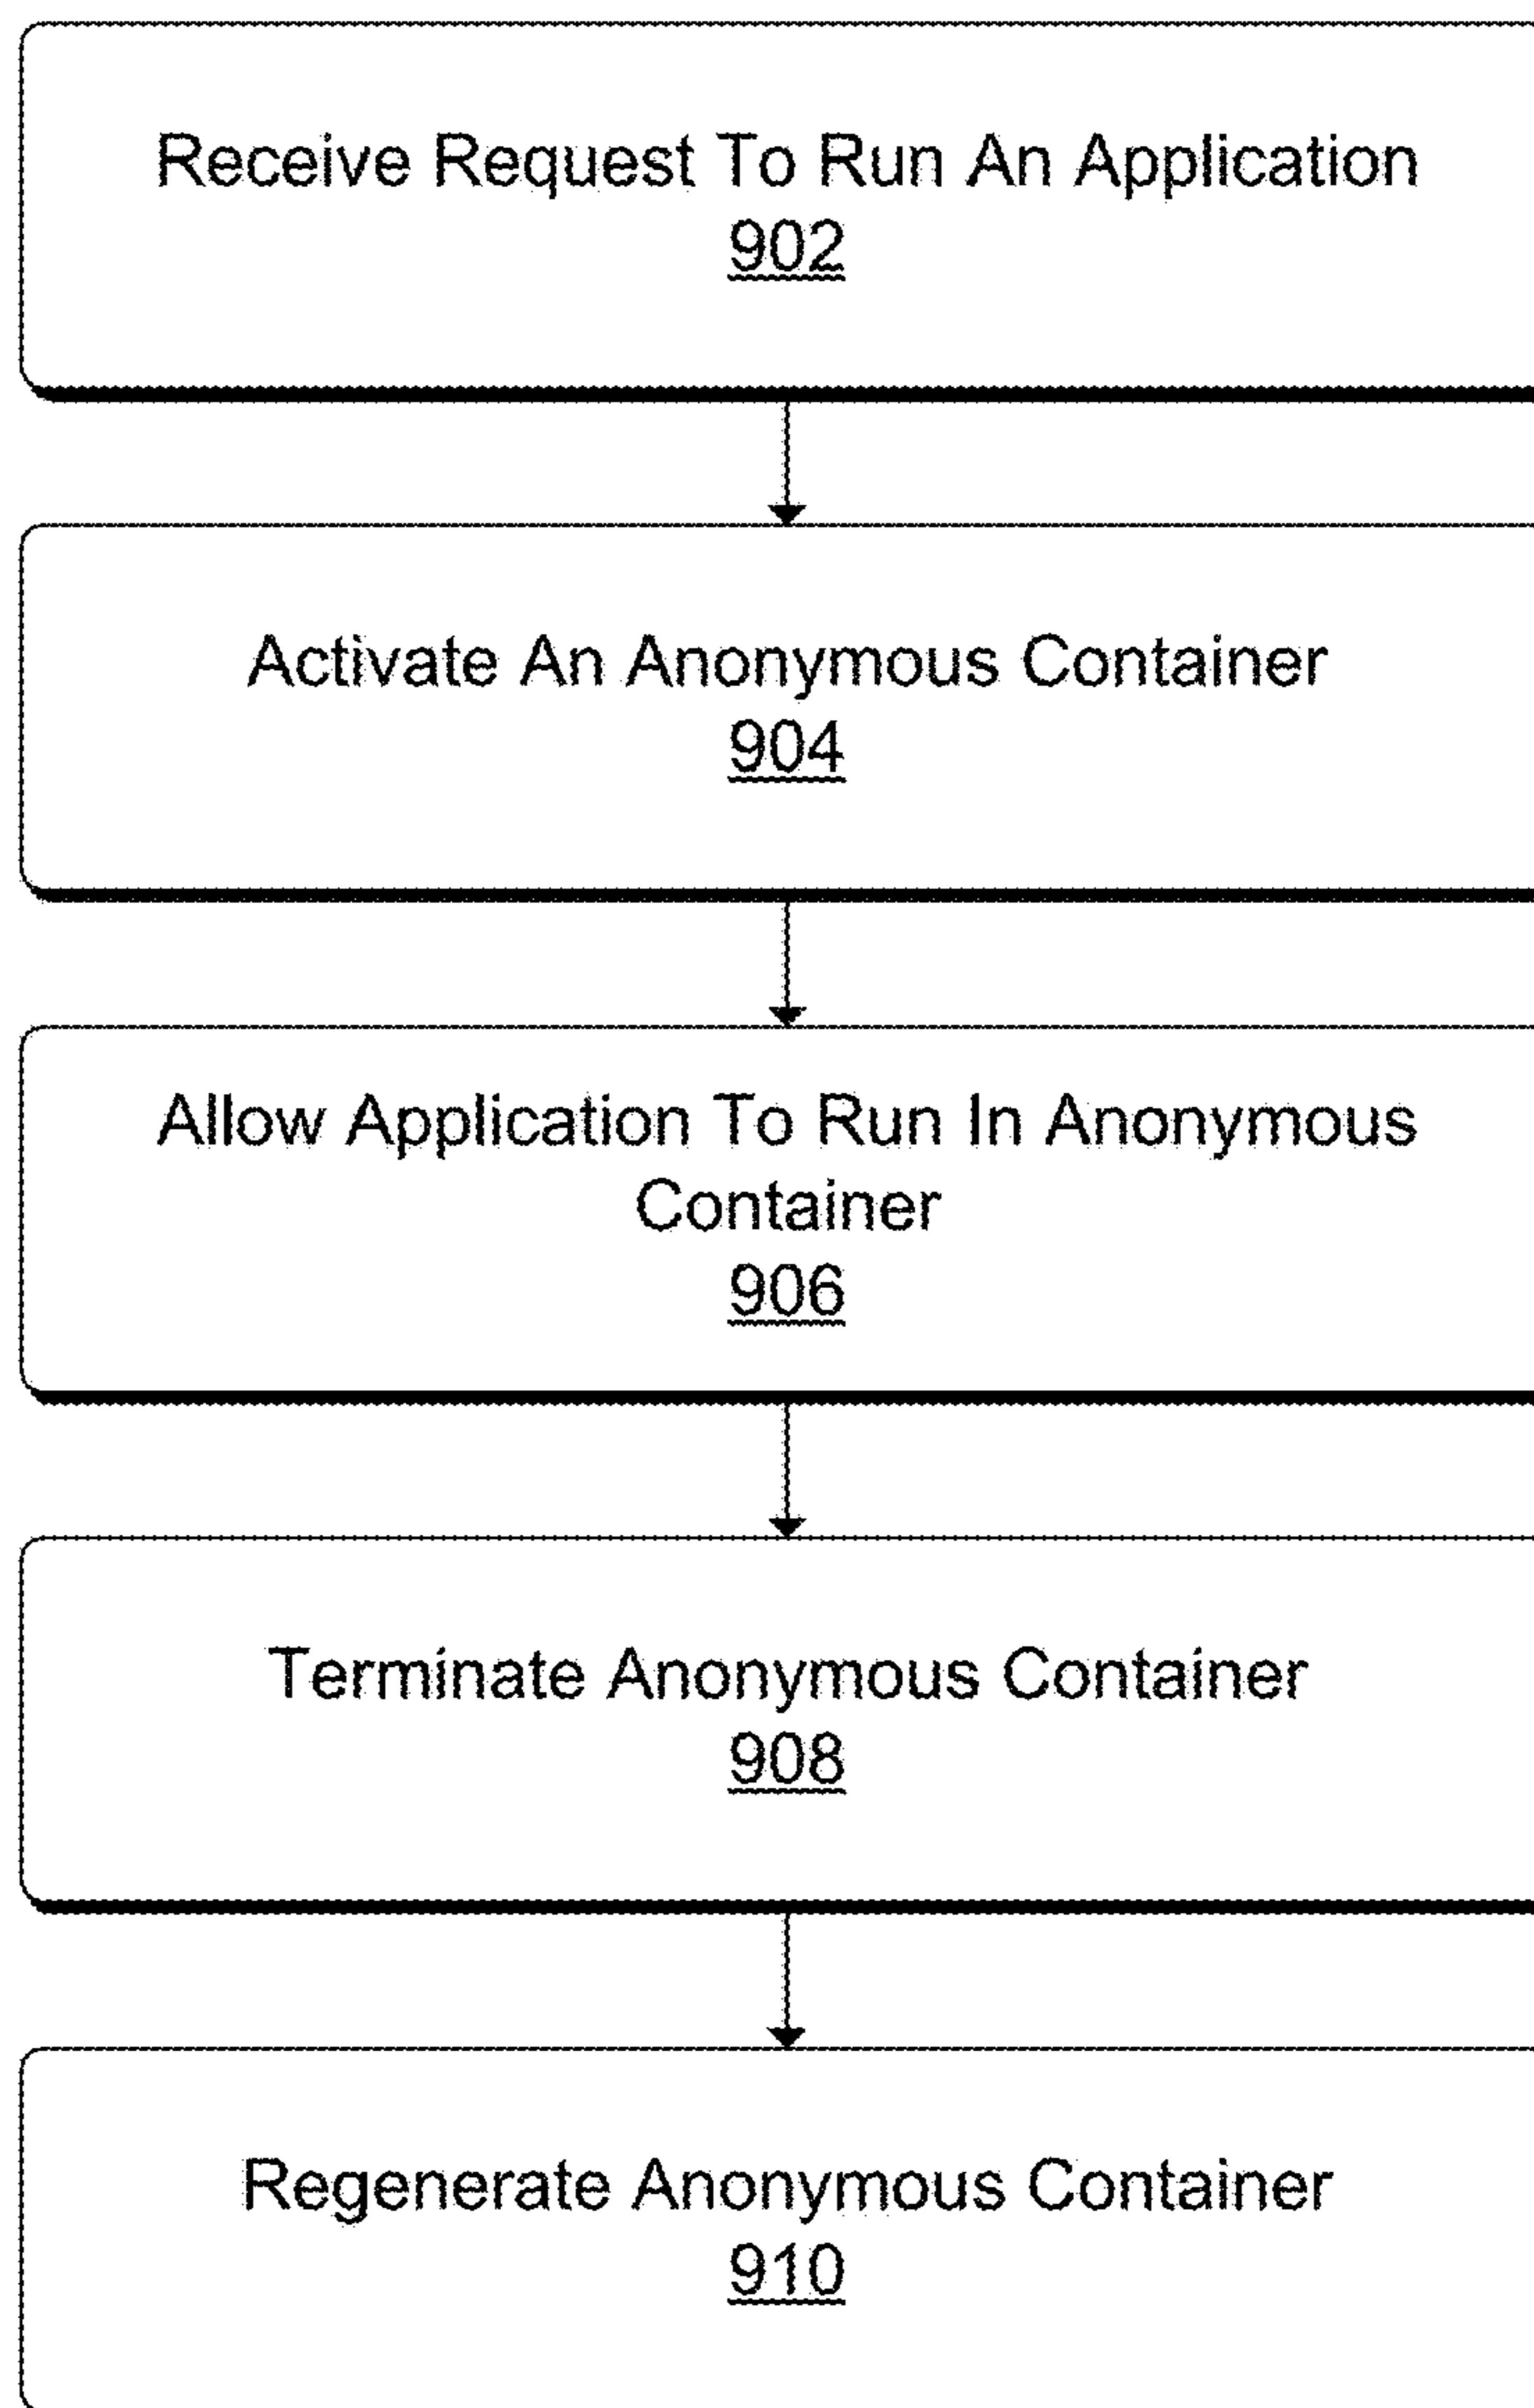 Receive Request To Run An Application
902
Activate An Anonymous Container
904
Allow Application To Run In Anonymous
Container
906
Terminate Anonymous Container
908
Regenerate Anonymous Container
910